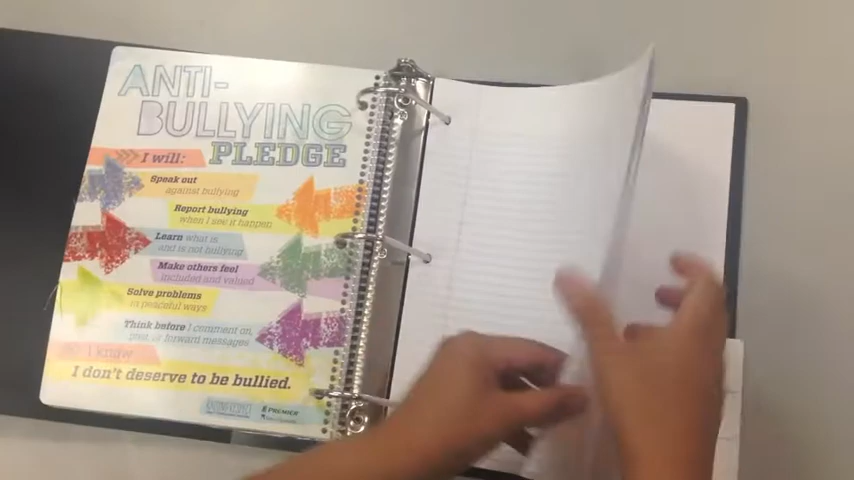 ANTI-
BULLYING
PLEDGE
I will:
Speak out
against bullying
Report bullying
when I see it happen
Learn what is
and is not bullying
Make others feel
included and valued
Solve problems
in peaceful ways
Think before I comment on,
post, or forward messages
I know
I don't deserve to be bullied.
PREMIER